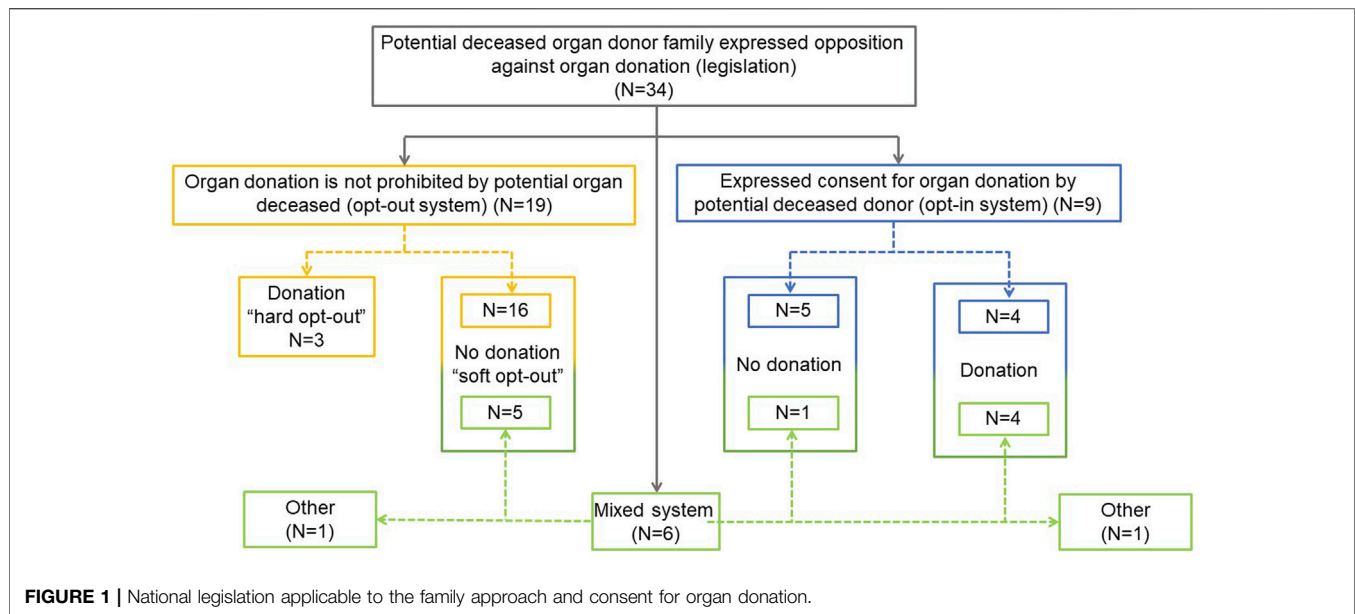 Potential deceased organ donor family expressed opposition
against organ donation (legislation)
(N=34)
Organ donation is not prohibited by potential organ
deceased (opt-out system) (N=19)
Expressed consent for organ donation by
potential deceased donor (opt-in system) (N=9)
Donation
“hard opt-out”
N=3
N=16
No donation
“soft opt-out”
N=5
N=5
No donation
N=1
N=4
Donation
N=4
Other
(N=1)
Mixed system
(N=6)
Other
(N=1)
FIGURE 1 | National legislation applicable to the family approach and consent for organ donation.